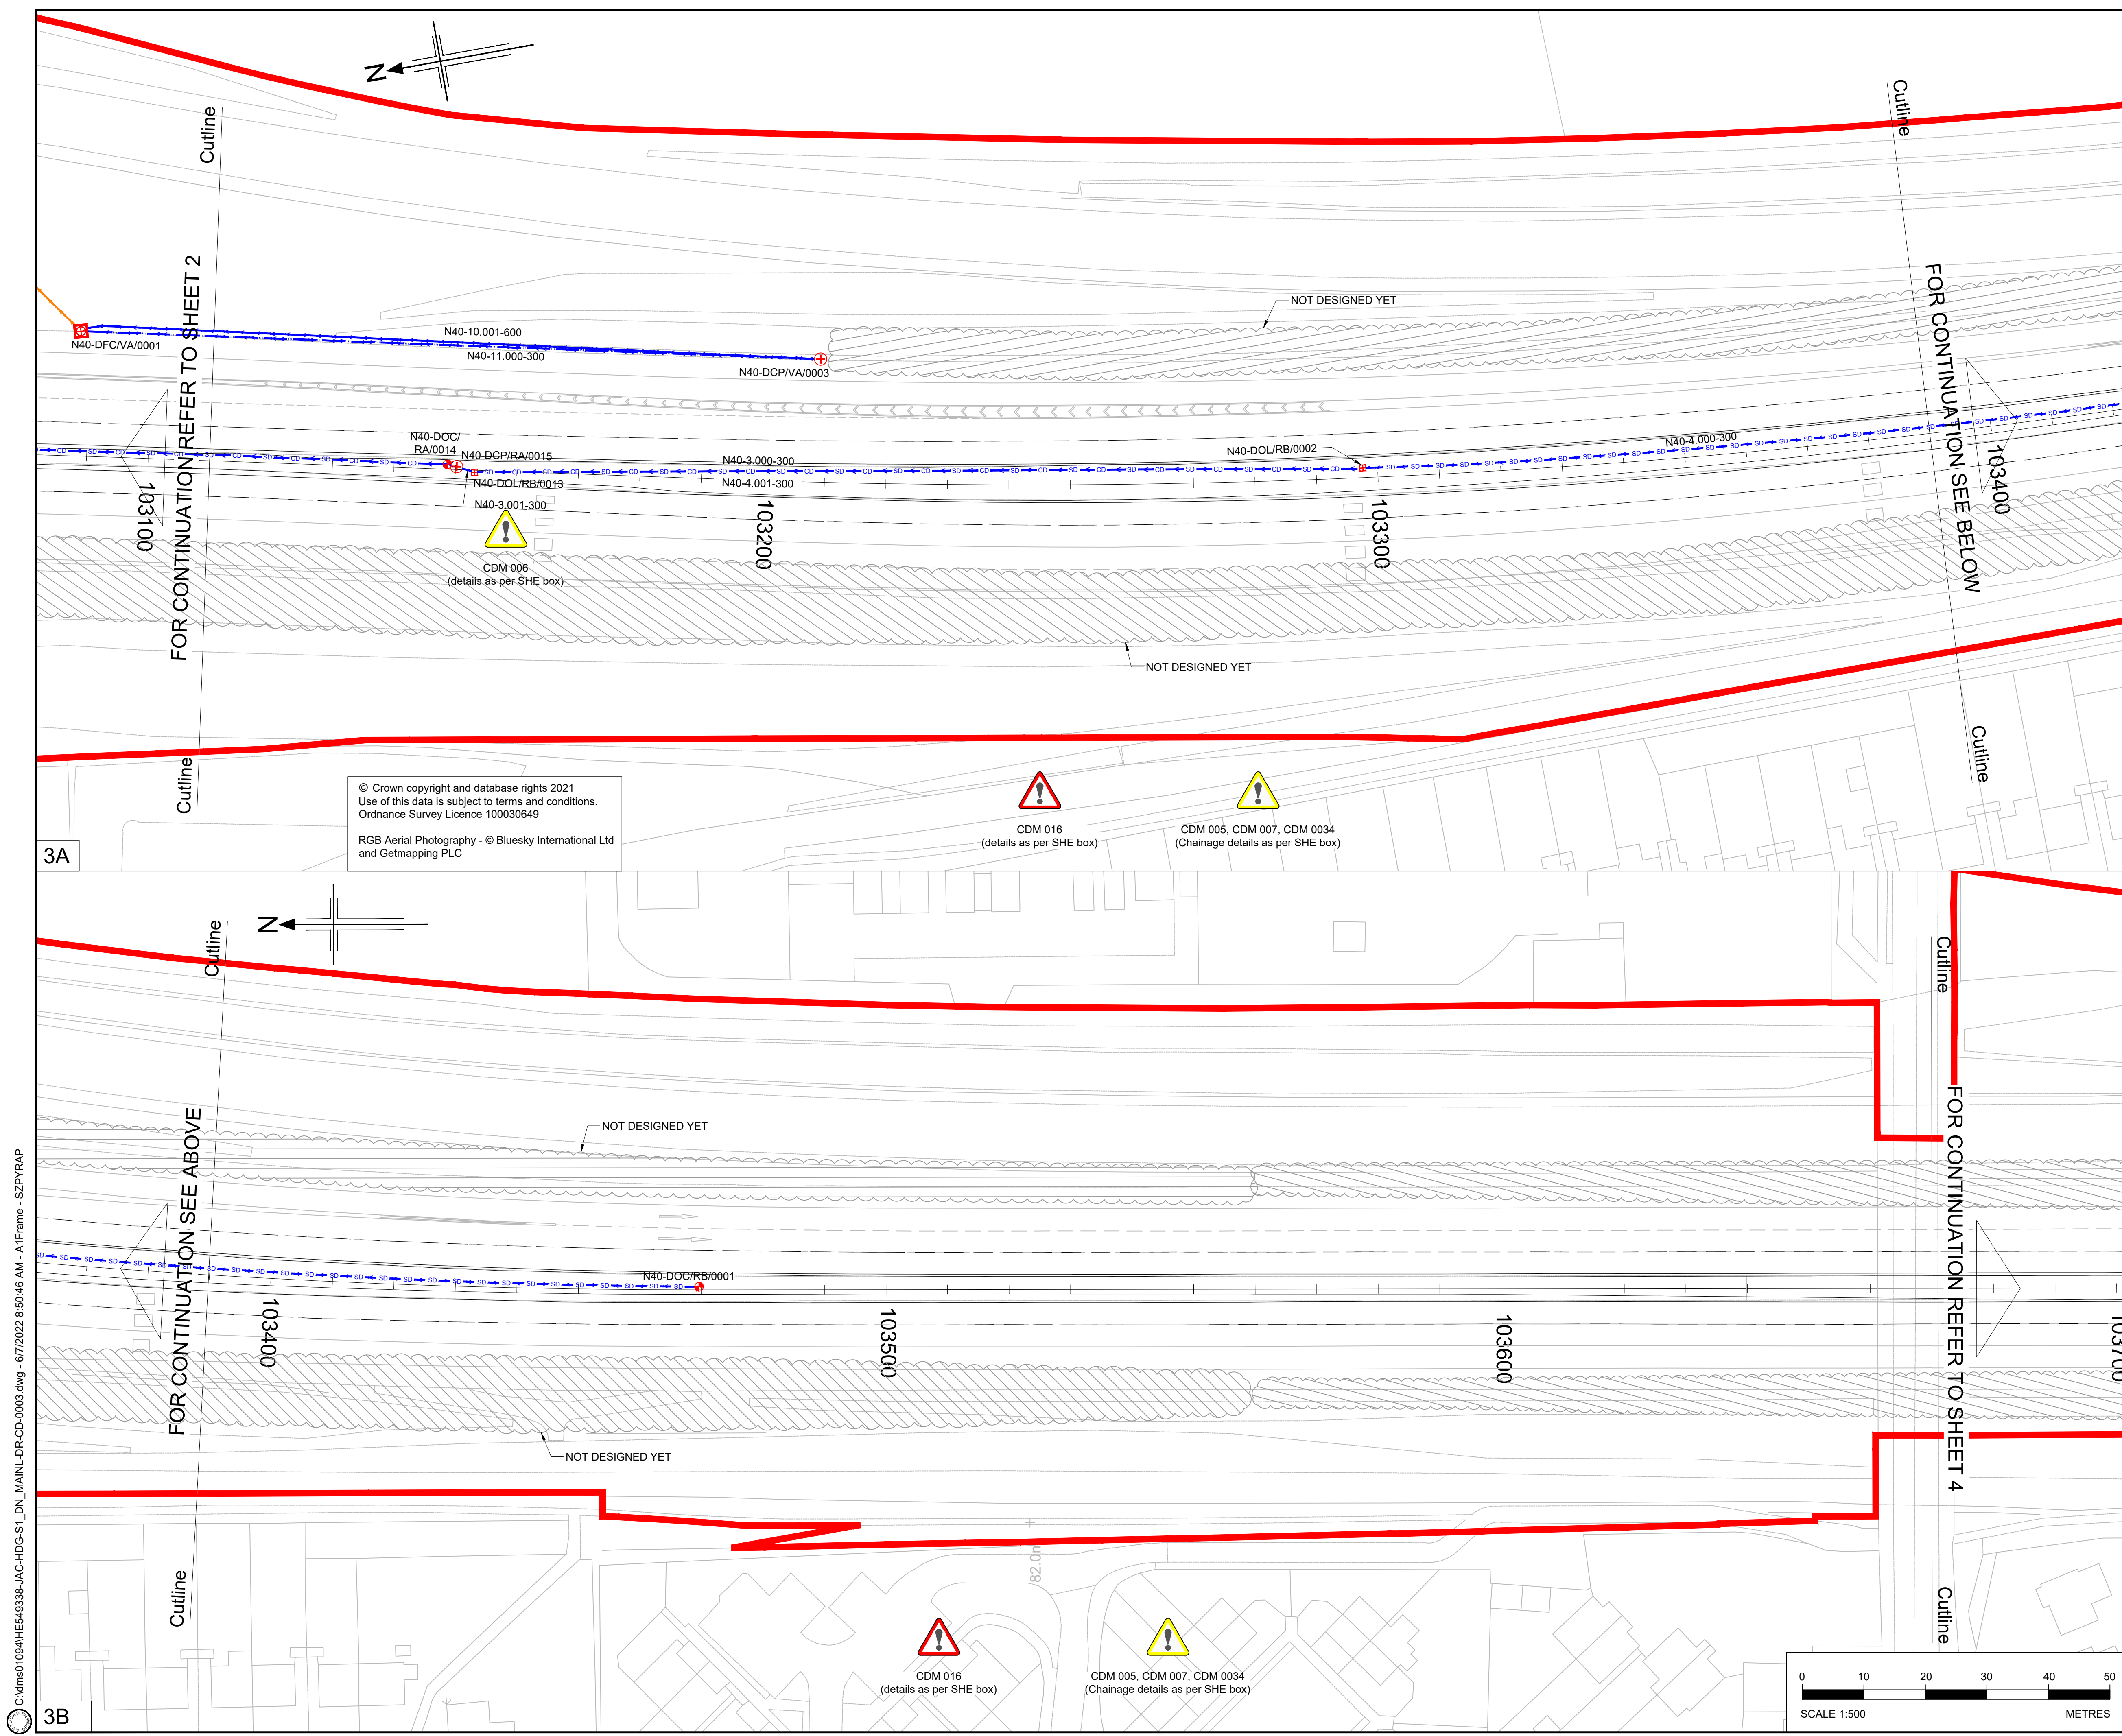 N
Cutline
Cutline
FOR CONTINUATION REFER TO SHEET 2
FOR CONTINUATION SEE BELOW
NOT DESIGNED YET
N40-10.001-600
N40-DFC/VA/0001
N40-11.000-300
N40-DCP/VA/0003
N40-DOC/
RA/0014
N40-DCP/RA/0015
N40-3.000-300
N40-DOL/RB/0002
N40-4.000-300
N40-DOL/RB/0013
N40-4.001-300
N40-3.001-300
103100
103200
103300
103400
CDM 006
(details as per SHE box)
NOT DESIGNED YET
Cutline
Cutline
© Crown copyright and database rights 2021
Use of this data is subject to terms and conditions.
Ordnance Survey Licence 100030649
RGB Aerial Photography - © Bluesky International Ltd
and Getmapping PLC
CDM 016
(details as per SHE box)
CDM 005, CDM 007, CDM 0034
(Chainage details as per SHE box)
3A
N
Cutline
Cutline
FOR CONTINUATION SEE ABOVE
FOR CONTINUATION REFER TO SHEET 4
NOT DESIGNED YET
N40-DOC/RB/0001
103400
103500
103600
103700
NOT DESIGNED YET
82.0m
Cutline
Cutline
CDM 016
(details as per SHE box)
CDM 005, CDM 007, CDM 0034
(Chainage details as per SHE box)
3B
0 10 20 30 40 50
SCALE 1:500 METRES
C:\dms01094\HE549338-JAC-HDG-S1_DN_MAINL-DR-CD-0003.dwg - 6/7/2022 8:50:46 AM - A1Frame - SZPYRAP